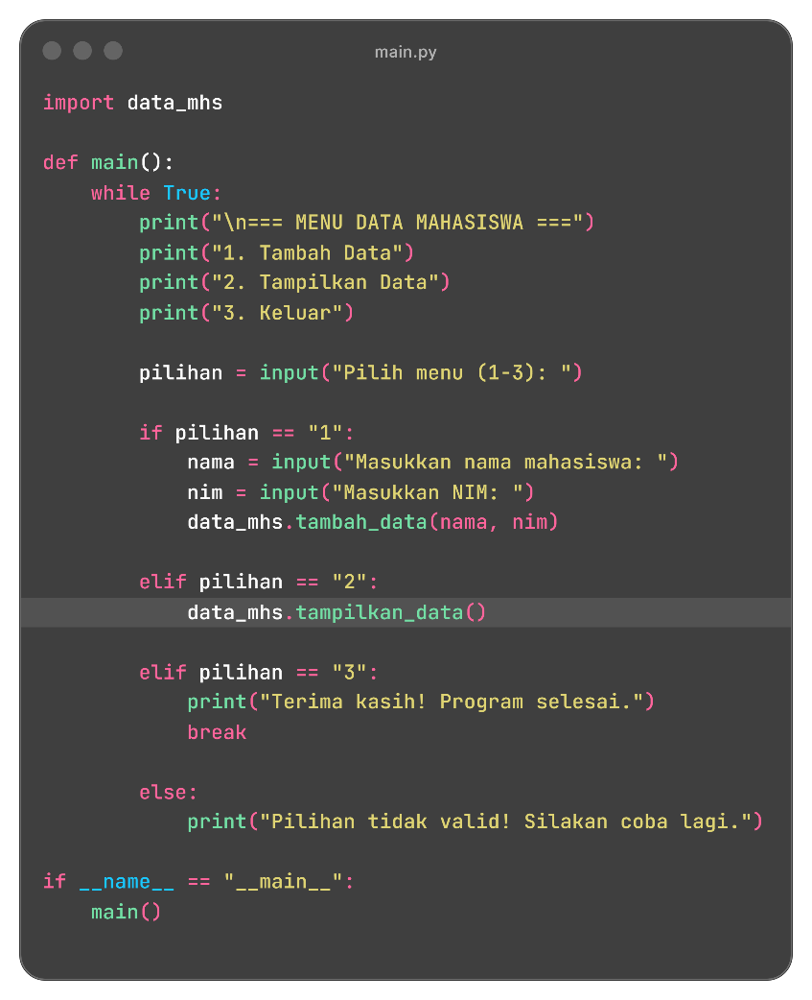 main.py
import data_mhs
def main():
    while True:
        print("\n=== MENU DATA MAHASISWA ===")
        print("1. Tambah Data")
        print("2. Tampilkan Data")
        print("3. Keluar")
        pilihan = input("Pilih menu (1-3): ")
        if pilihan == "1":
            nama = input("Masukkan nama mahasiswa: ")
            nim = input("Masukkan NIM: ")
            data_mhs.tambah_data(nama, nim)
        elif pilihan == "2":
            data_mhs.tampilkan_data()
        elif pilihan == "3":
            print("Terima kasih! Program selesai.")
            break
        else:
            print("Pilihan tidak valid! Silakan coba lagi.")
if __name__ == "__main__":
    main()